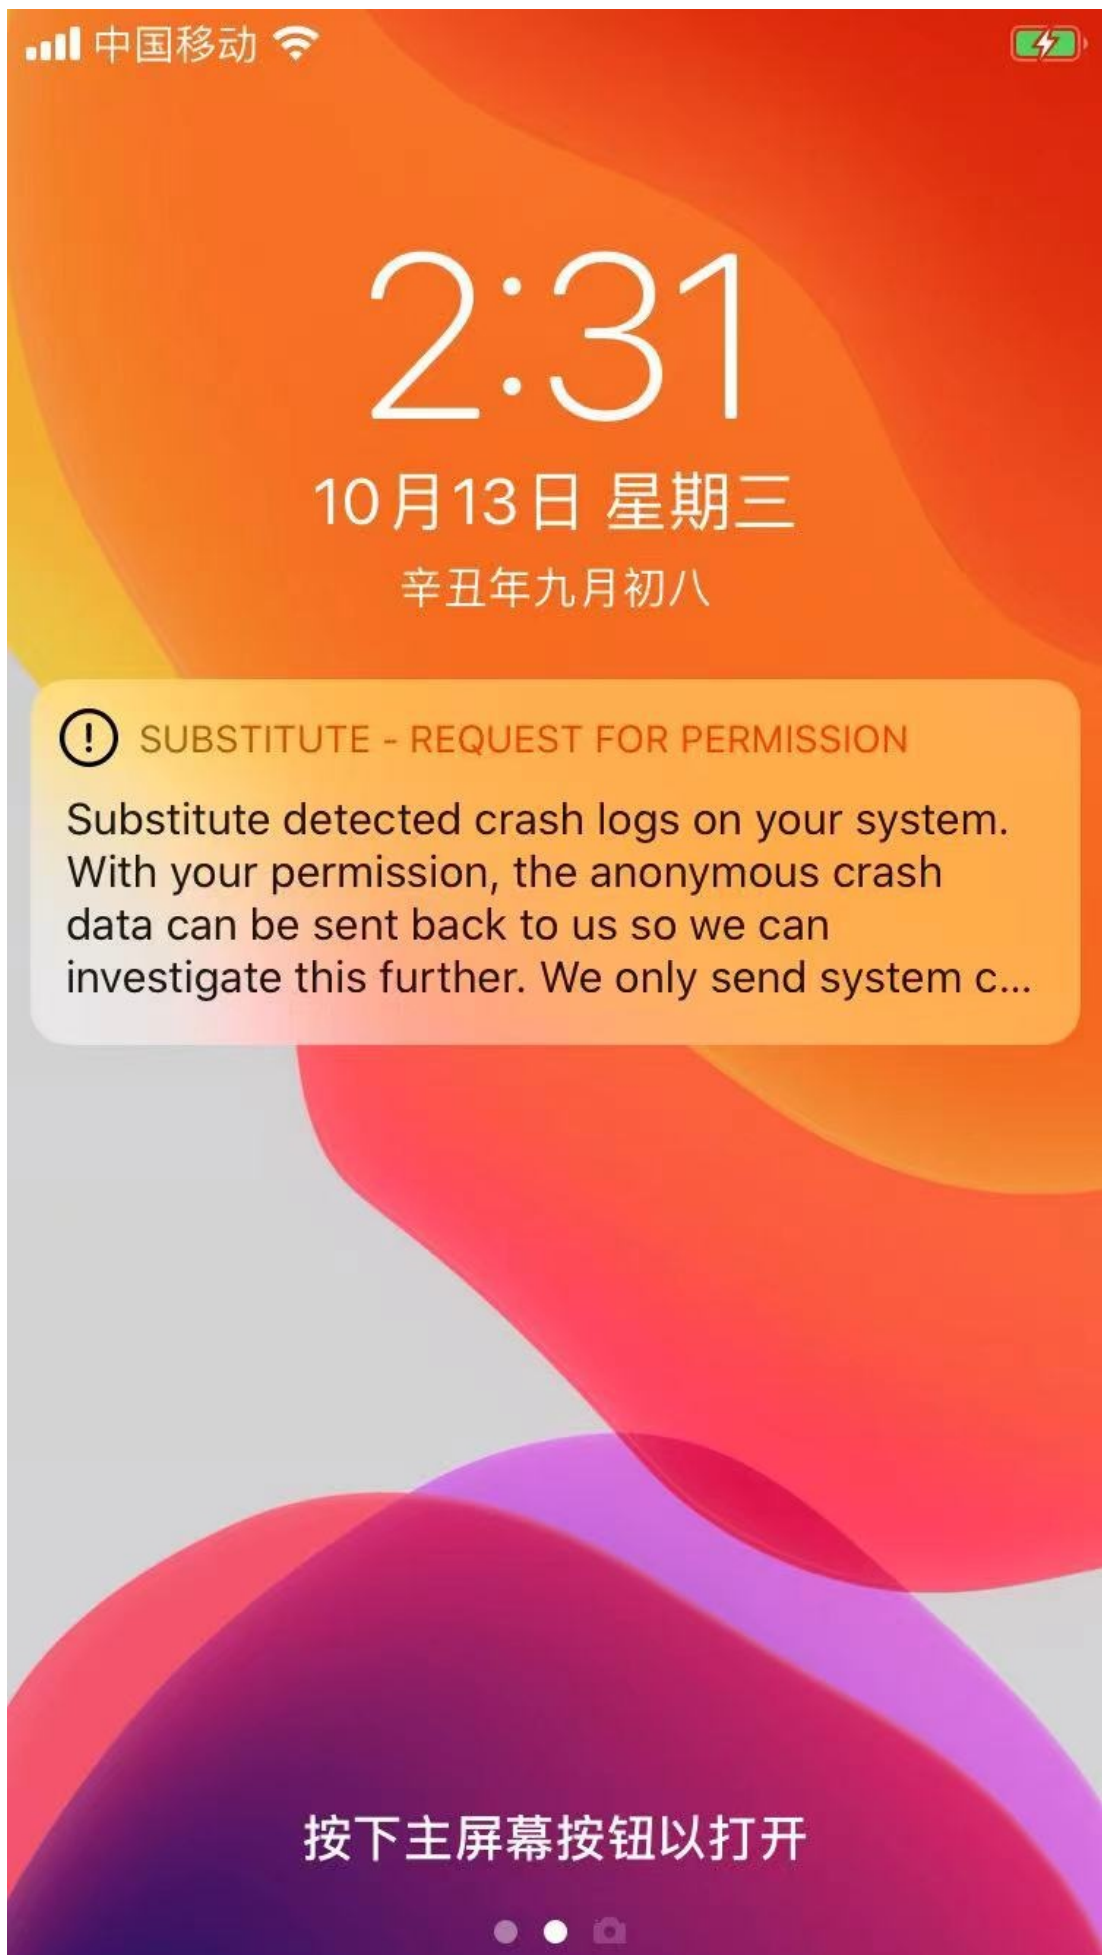 中国移动
2:31
10月13日 星期三
辛丑年九月初八
SUBSTITUTE - REQUEST FOR PERMISSION
Substitute detected crash logs on your system.
With your permission, the anonymous crash
data can be sent back to us so we can
investigate this further. We only send system c...
按下主屏幕按钮以打开